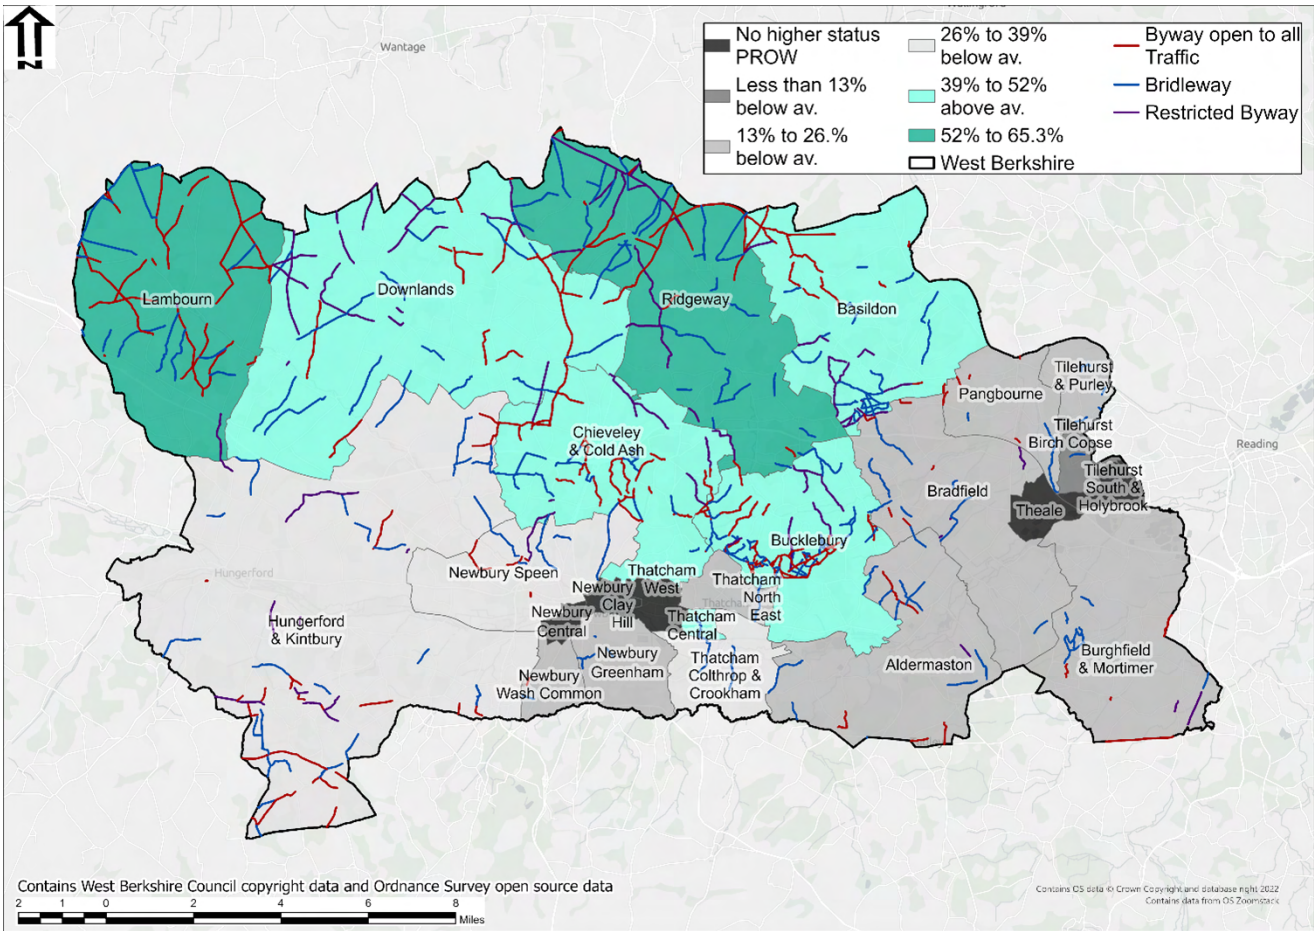 N
Wantage
No higher status
PROW
Less than 13%
below av.
13% to 26.%
below av.
26% to 39%
below av.
39% to 52%
above av.
52% to 65.3%
West Berkshire
Byway open to all
Traffic
Bridleway
Restricted Byway
Lambourn
Downlands
Ridgeway
Basildon
Pangbourne
Tilehurst
& Purley
Tilehurst
Birch Copse
Tilehurst
South &
Holybrook
Reading
Chieveley
& Cold Ash
Bradfield
Theale
Bucklebury
Hungerford
Newbury Speen
Thatcham
West
Newbury
Clay
Hill
Thatcham
North
East
Newbury
Central
Thatcham
Central
Hungerford
& Kintbury
Newbury
Greenham
Newbury
Wash Common
Thatcham
Colthrop &
Crookham
Aldermaston
Burghfield
& Mortimer
Contains West Berkshire Council copyright data and Ordnance Survey open source data
2 1 0 2 4 6 8
Miles
Contains OS data © Crown Copyright and database right 2022
Contains data from OS Zoomstack